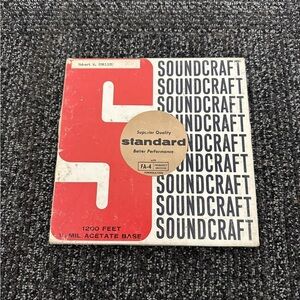 SOUNDCRAFT
SOUNDCRAFT
SOUNDCRAFT
SOUNDCRAFT
SOUNDCRAFT
SOUNDCRAFT
SOUNDCRAFT
SOUNDCRAFT
SOUNDCRAFT
SOUNDCRAFT
Superior Quality
standard
Better Performance
FA-4
1200 FEET
MIL ACETATE BASE